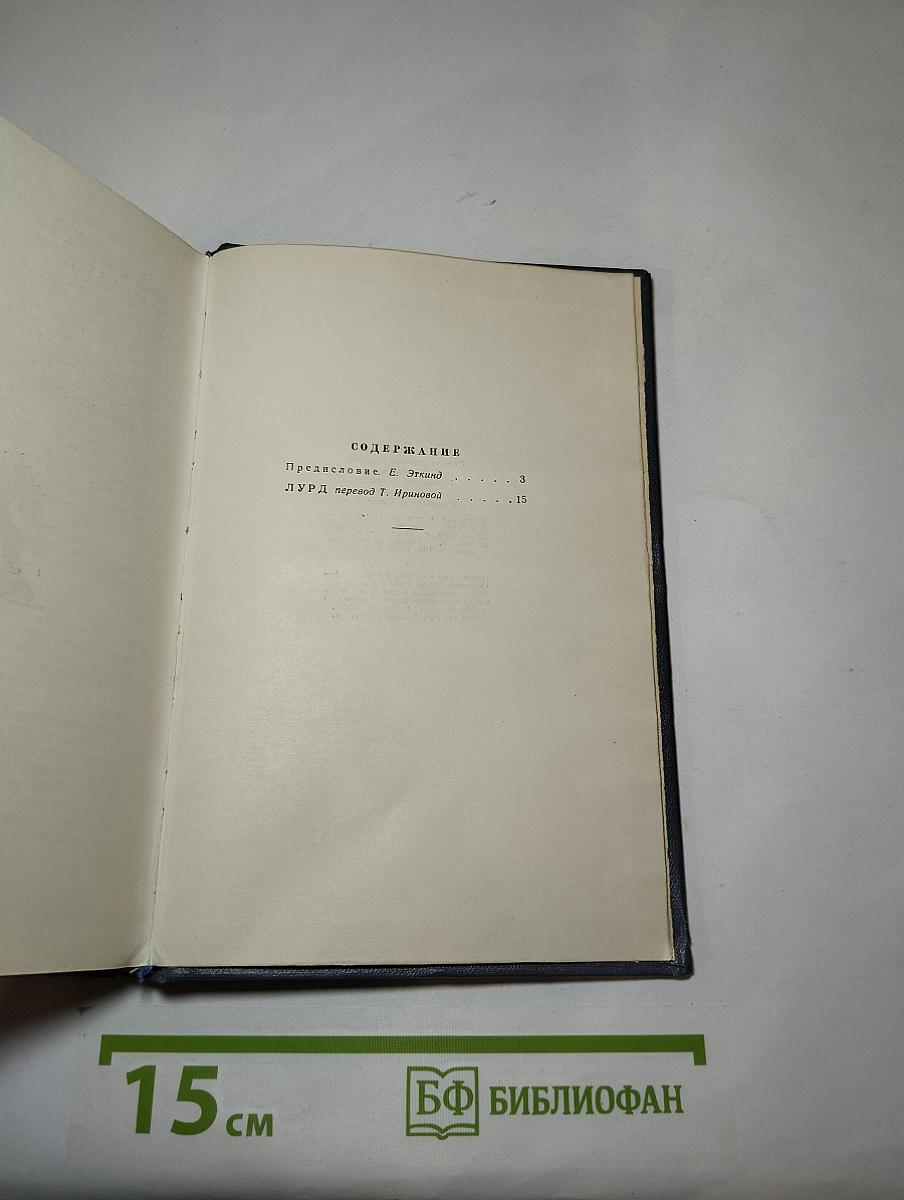 СОДЕРЖАНИЕ
Предисловие. Е. Эткинд . . . . . 3
ЛУРД перевод Т. Ириновой . . . . . 15
15 см
БФ БИБЛИОФАН